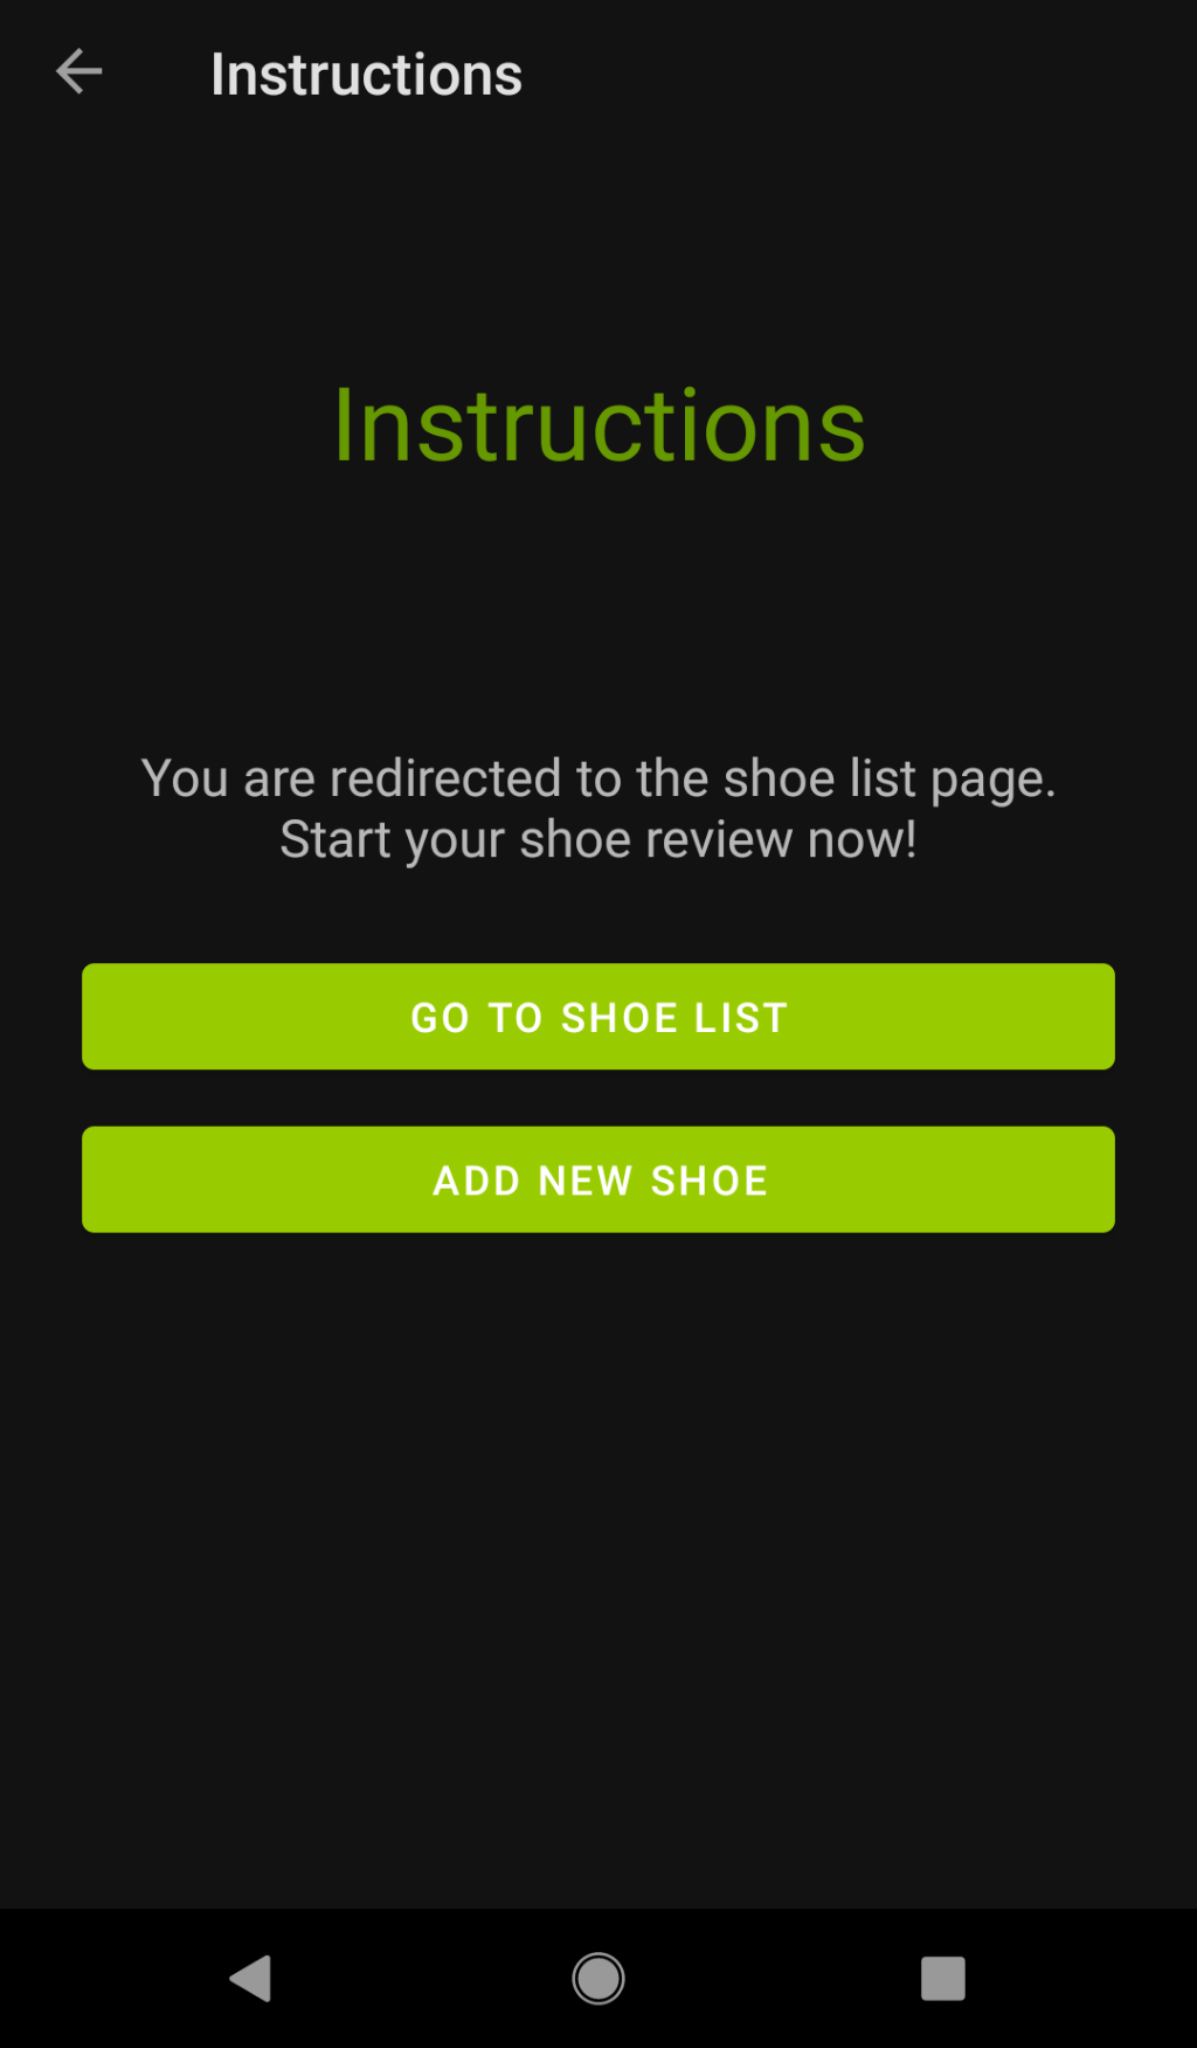 Instructions
Instructions
You are redirected to the shoe list page.
Start your shoe review now!
GO TO SHOE LIST
ADD NEW SHOE